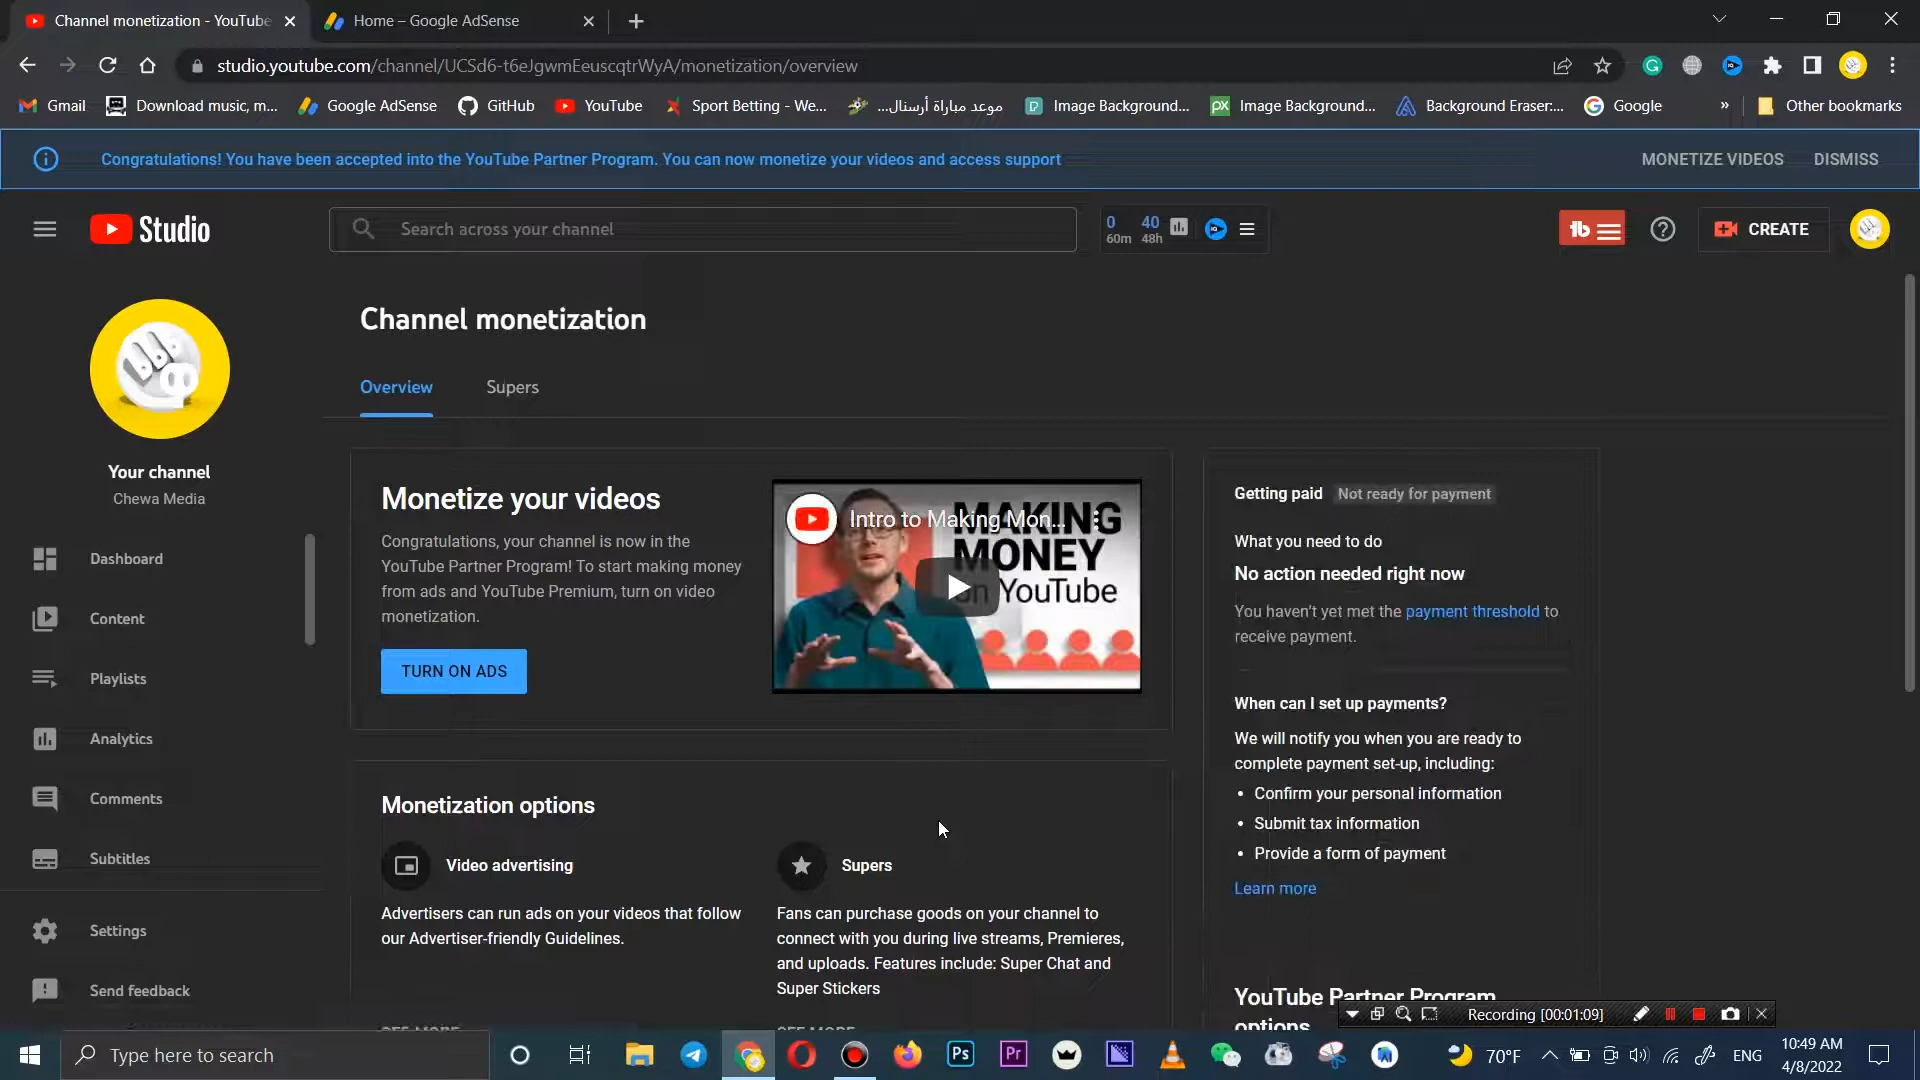 Channel monetization - YouTube
Home – Google AdSense
studio.youtube.com/channel/UCSd6-t6eJgwmEeuscqtrWyA/monetization/overview
Gmail
Download music, m...
Google AdSense
GitHub
YouTube
Sport Betting - We...
موعد مباراة أرسنال...
Image Background...
Image Background...
Background Eraser:...
Google
»
Other bookmarks
Congratulations! You have been accepted into the YouTube Partner Program. You can now monetize your videos and access support
MONETIZE VIDEOS
DISMISS
Studio
Search across your channel
0
60m
40
48h
CREATE
Your channel
Chewa Media
Dashboard
Content
Playlists
Analytics
Comments
Subtitles
Settings
Send feedback
Channel monetization
Overview
Supers
Monetize your videos
Congratulations, your channel is now in the
YouTube Partner Program! To start making money
from ads and YouTube Premium, turn on video
monetization.
TURN ON ADS
Intro to Making Mon...
MAKING
MONEY
on YouTube
Monetization options
Video advertising
Advertisers can run ads on your videos that follow
our Advertiser-friendly Guidelines.
SEE MORE
Supers
Fans can purchase goods on your channel to
connect with you during live streams, Premieres,
and uploads. Features include: Super Chat and
Super Stickers
SEE MORE
Getting paid
Not ready for payment
What you need to do
No action needed right now
You haven't yet met the payment threshold to
receive payment.
When can I set up payments?
We will notify you when you are ready to
complete payment set-up, including:
• Confirm your personal information
• Submit tax information
• Provide a form of payment
Learn more
YouTube Partner Program
options
Recording [00:01:09]
Type here to search
Ps
Pr
70°F
ENG
10:49 AM
4/8/2022